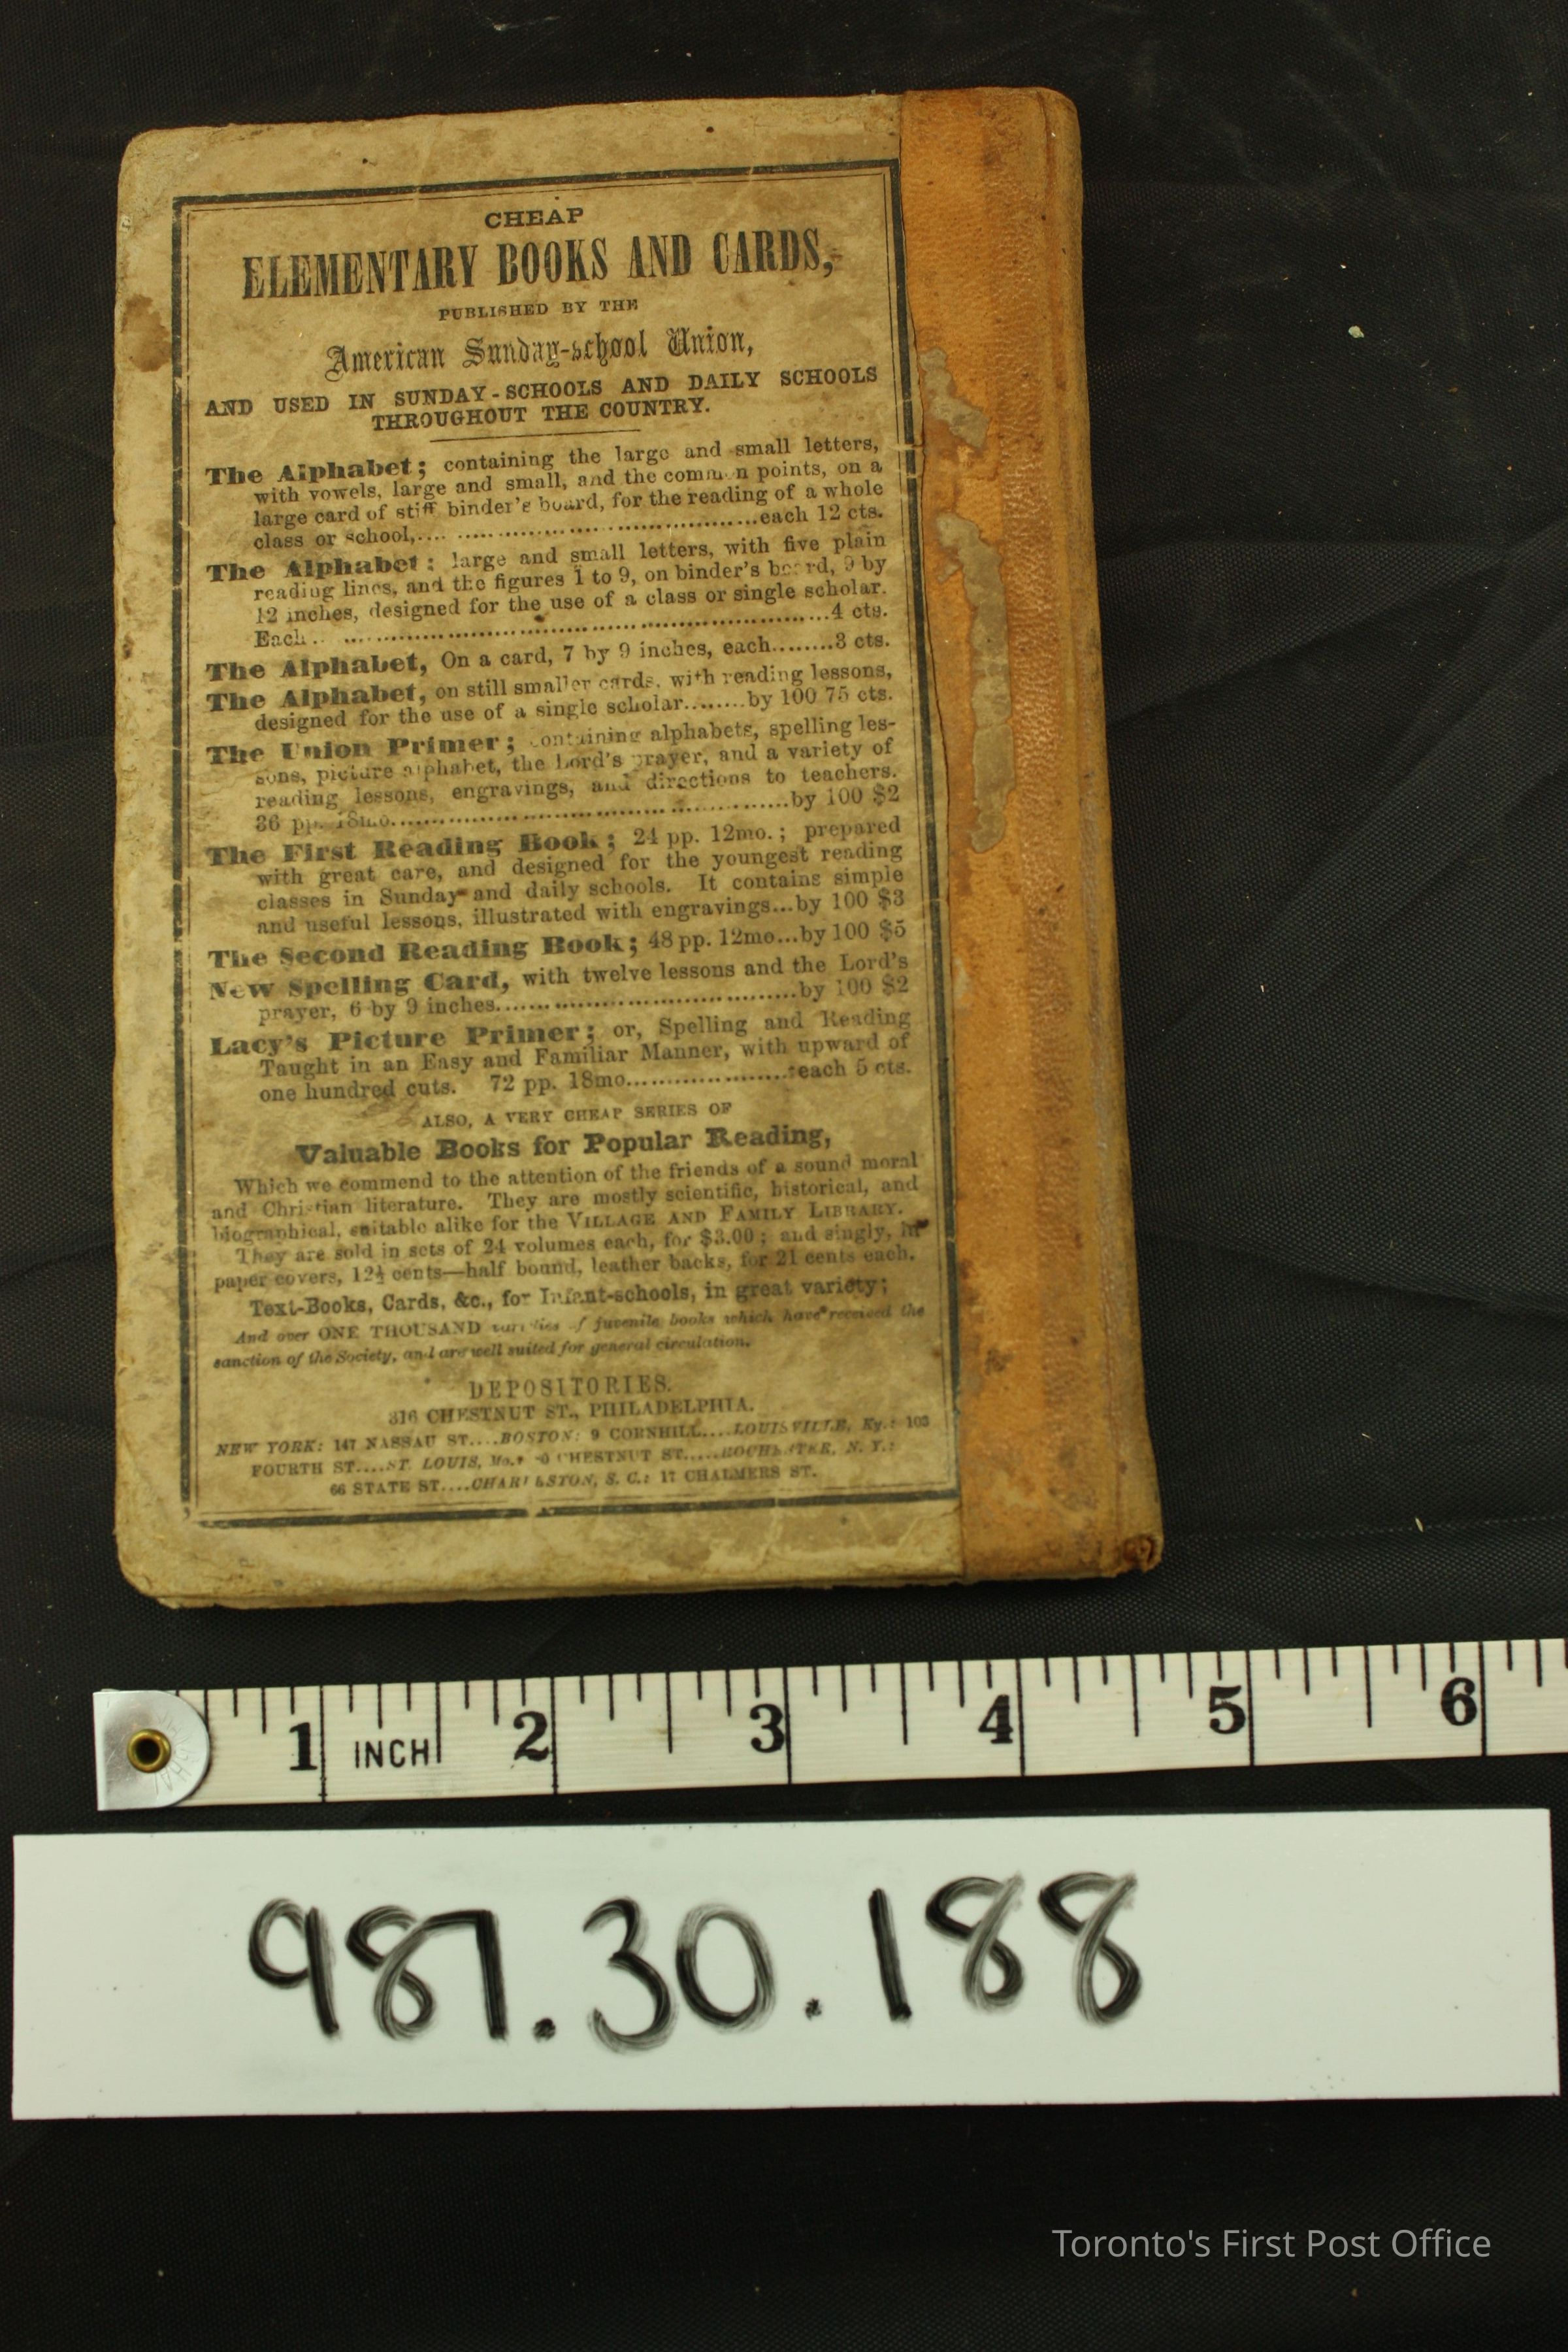 CHEAP
ELEMENTARY BOOKS AND CARDS,
PUBLISHED BY THE
American Sunday-school Union,
AND USED IN SUNDAY-SCHOOLS AND DAILY SCHOOLS
THROUGHOUT THE COUNTRY.
The Alphabet; containing the large and small letters,
with vowels, large and small, and the common points, on a
large card of stiff binder's board, for the reading of a whole
class or school,.... ..................................each 12 cts.
The Alphabet: large and small letters, with five plain
reading lines, and the figures 1 to 9, on binder's board, 9 by
12 inches, designed for the use of a class or single scholar.
Each.. ..................................................4 cts.
The Alphabet, On a card, 7 by 9 inches, each........3 cts.
The Alphabet, on still smaller cards, with reading lessons,
designed for the use of a single scholar........by 100 75 cts.
The Union Primer; containing alphabets, spelling les-
sons, picture alphabet, the Lord's prayer, and a variety of
reading lessons, engravings, and directions to teachers.
36 pp. 18mo..........................................by 100 $2
The First Reading Book; 24 pp. 12mo.; prepared
with great care, and designed for the youngest reading
classes in Sunday and daily schools. It contains simple
and useful lessons, illustrated with engravings...by 100 $3
The Second Reading Book; 48 pp. 12mo...by 100 $5
New Spelling Card, with twelve lessons and the Lord's
prayer, 6 by 9 inches..................................by 100 $2
Lacy's Picture Primer; or, Spelling and Reading
Taught in an Easy and Familiar Manner, with upward of
one hundred cuts. 72 pp. 18mo....................each 5 cts.
ALSO, A VERY CHEAP SERIES OF
Valuable Books for Popular Reading,
Which we commend to the attention of the friends of a sound moral
and Christian literature. They are mostly scientific, historical, and
biographical, suitable alike for the VILLAGE AND FAMILY LIBRARY.
They are sold in sets of 24 volumes each, for $3.00; and singly, in
paper covers, 12½ cents—half bound, leather backs, for 21 cents each.
Text-Books, Cards, &c., for Infant-schools, in great variety;
And over ONE THOUSAND varieties of juvenile books which have received the
sanction of the Society, and are well suited for general circulation.
DEPOSITORIES.
316 CHESTNUT ST., PHILADELPHIA.
NEW YORK: 147 NASSAU ST....BOSTON: 9 CORNHILL....LOUISVILLE, Ky.: 103
FOURTH ST....ST. LOUIS, Mo.: CHESTNUT ST.....ROCHESTER, N. Y.:
66 STATE ST....CHARLESTON, S. C.: 17 CHALMERS ST.
1 INCH 2 3 4 5 6
987.30.188
Toronto's First Post Office